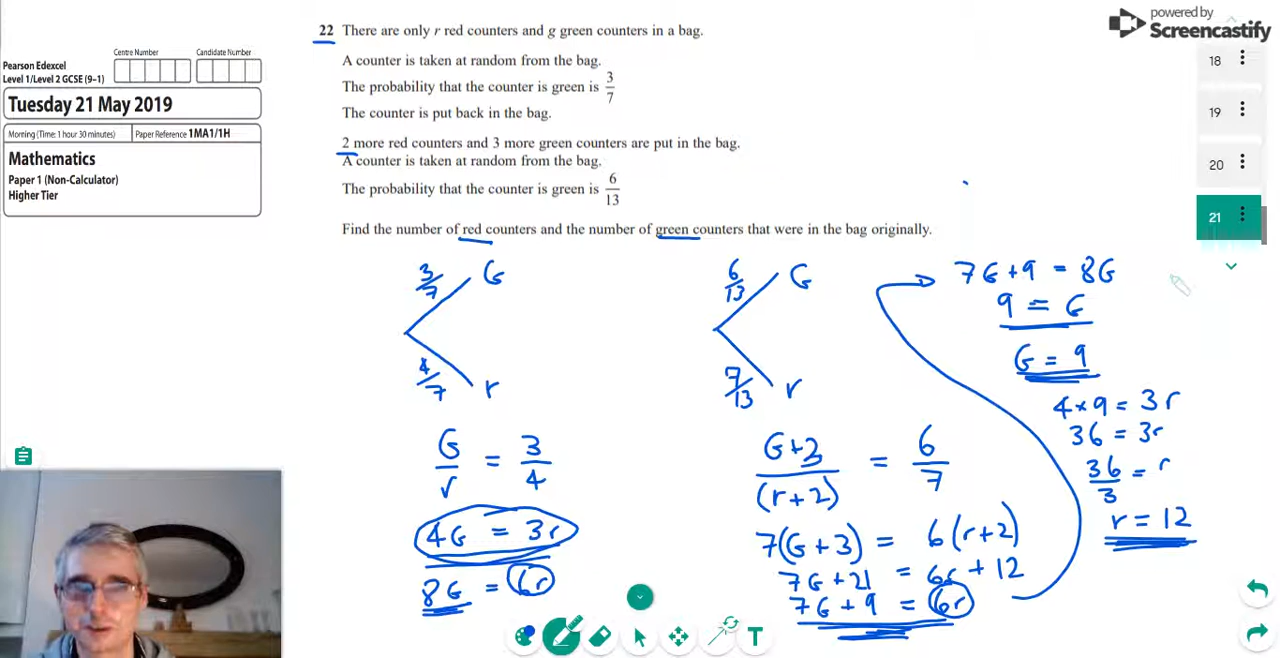 powered by
Screencastify
Centre Number
Candidate Number
Pearson Edexcel
Level 1/Level 2 GCSE (9–1)
Tuesday 21 May 2019
Morning (Time: 1 hour 30 minutes)
Paper Reference 1MA1/1H
Mathematics
Paper 1 (Non-Calculator)
Higher Tier
22 There are only r red counters and g green counters in a bag.
A counter is taken at random from the bag.
The probability that the counter is green is 3/7
The counter is put back in the bag.
2 more red counters and 3 more green counters are put in the bag.
A counter is taken at random from the bag.
The probability that the counter is green is 6/13
Find the number of red counters and the number of green counters that were in the bag originally.
18
19
20
21
3/7 G
4/7 r
G/r = 3/4
4G = 3r
8G = 6r
6/13 G
7/13 r
G+3/(r+2) = 6/7
7(G+3) = 6(r+2)
7G+21 = 6r+12
7G+9 = 6r
7G+9 = 8G
9 = G
G = 9
4×9 = 3r
36 = 3r
36/3 = r
r = 12
T